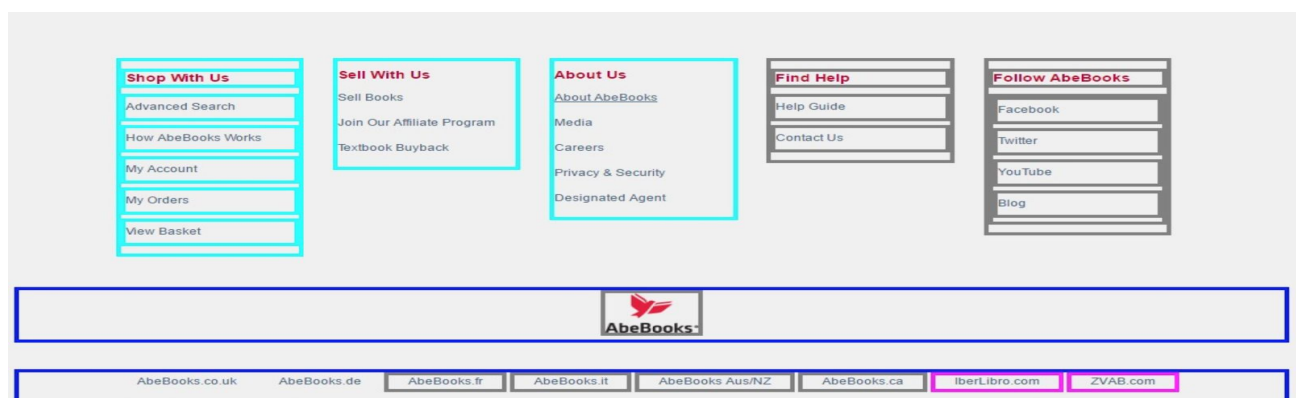 Shop With Us
Advanced Search
How AbeBooks Works
My Account
My Orders
View Basket
Sell With Us
Sell Books
Join Our Affiliate Program
Textbook Buyback
About Us
About AbeBooks
Media
Careers
Privacy & Security
Designated Agent
Find Help
Help Guide
Contact Us
Follow AbeBooks
Facebook
Twitter
YouTube
Blog
AbeBooks
AbeBooks.co.uk AbeBooks.de AbeBooks.fr AbeBooks.it AbeBooks Aus/NZ AbeBooks.ca IberLibro.com ZVAB.com